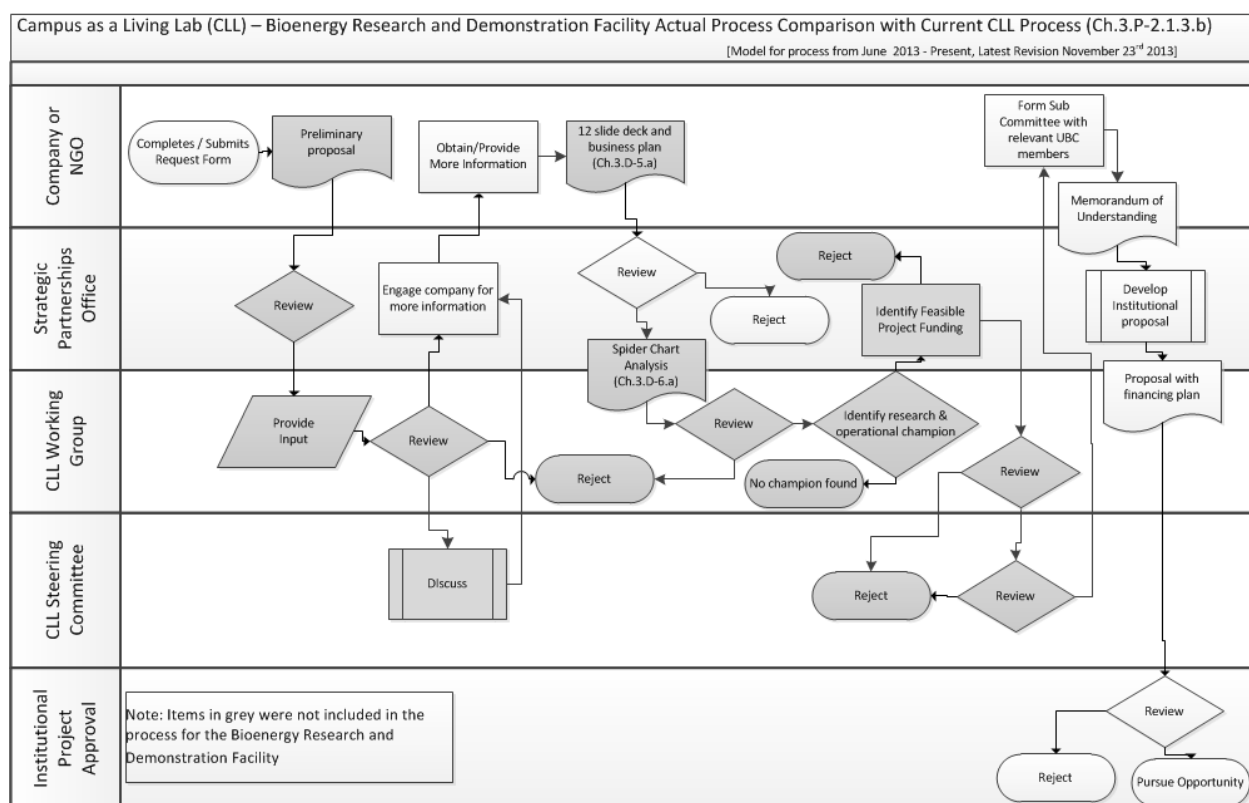 Campus as a Living Lab (CLL) – Bioenergy Research and Demonstration Facility Actual Process Comparison with Current CLL Process (Ch.3.P-2.1.3.b)
[Model for process from June 2013 - Present, Latest Revision November 23rd 2013]
Company or
NGO
Completes / Submits
Request Form
Preliminary
proposal
Obtain/Provide
More Information
12 slide deck and
business plan
(Ch.3.D-5.a)
Form Sub
Committee with
relevant UBC
members
Memorandum of
Understanding
Strategic
Partnerships
Office
Review
Engage company for
more information
Review
Reject
Reject
Identify Feasible
Project Funding
Develop
Institutional
proposal
Spider Chart
Analysis
(Ch.3.D-6.a)
Proposal with
financing plan
CLL Working
Group
Provide
Input
Review
Reject
Review
Identify research &
operational champion
No champion found
Review
CLL Steering
Committee
DIscuss
Reject
Review
Institutional
Project
Approval
Note: Items in grey were not included in the
process for the Bioenergy Research and
Demonstration Facility
Review
Reject
Pursue Opportunity